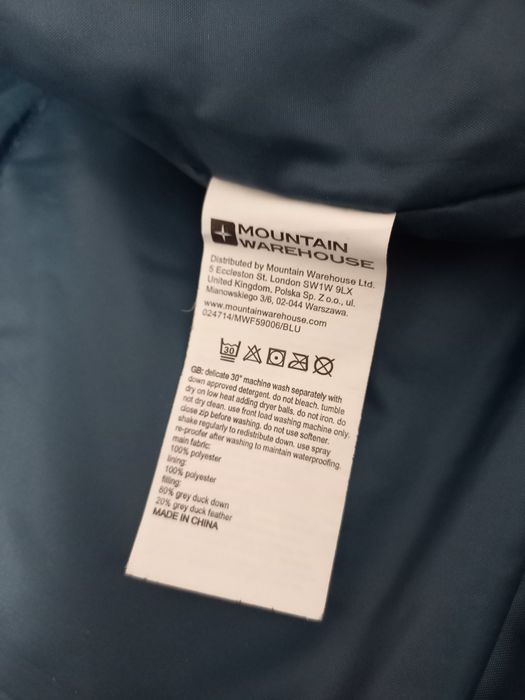 MOUNTAIN
WAREHOUSE
Distributed by Mountain Warehouse Ltd.
5 Eccleston St. London SW1W 9LX
United Kingdom, Polska Sp. Z o.o., ul.
Mianowskiego 3/6, 02-044 Warszawa.
www.mountainwarehouse.com
024714/MWF59006/BLU
30
GB: delicate 30° machine wash separately with
down approved detergent. do not bleach. tumble
dry on low heat adding dryer balls. do not iron. do
not dry clean. use front load washing machine only.
close zip before washing. do not use softener.
shake regularly to redistribute down. use spray
re-proofer after washing to maintain waterproofing.
main fabric:
100% polyester
lining:
100% polyester
filling:
80% grey duck down
20% grey duck feather
MADE IN CHINA